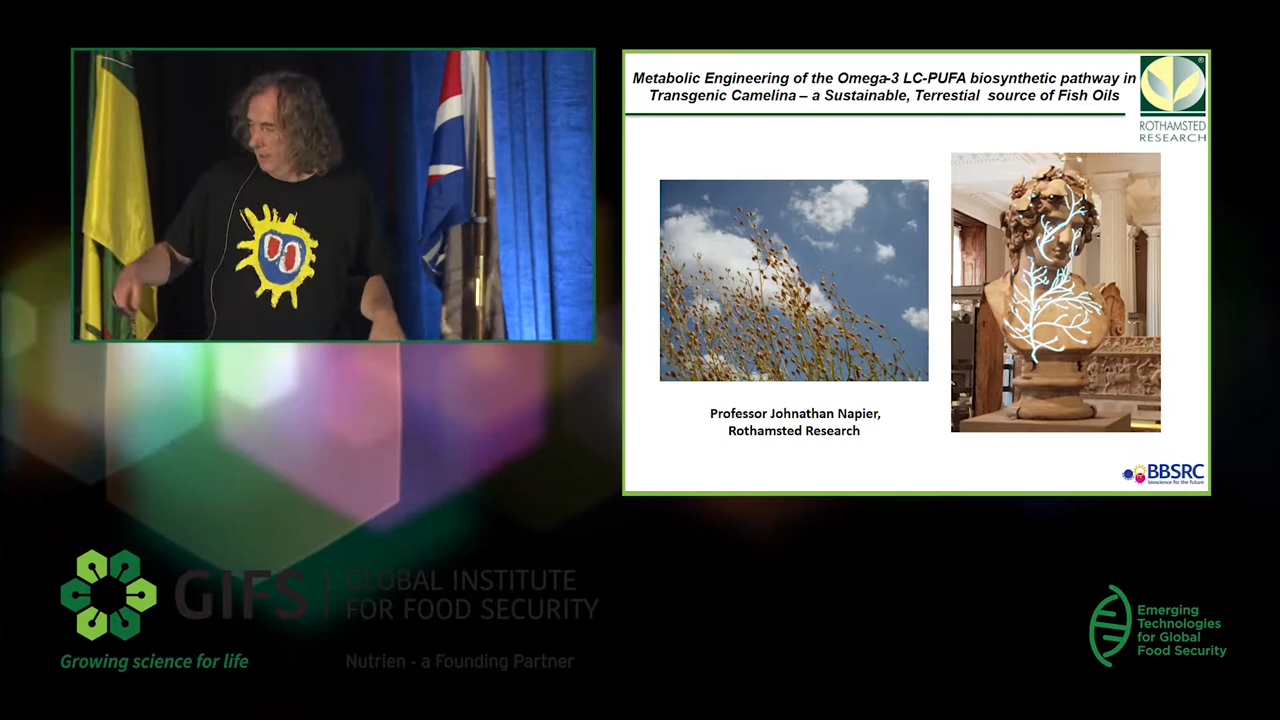 Metabolic Engineering of the Omega-3 LC-PUFA biosynthetic pathway in
Transgenic Camelina – a Sustainable, Terrestial source of Fish Oils
ROTHAMSTED
RESEARCH
Professor Johnathan Napier,
Rothamsted Research
BBSRC
bioscience for the future
GIFS
GLOBAL INSTITUTE
FOR FOOD SECURITY
Growing science for life
Nutrien - a Founding Partner
Emerging
Technologies
for Global
Food Security